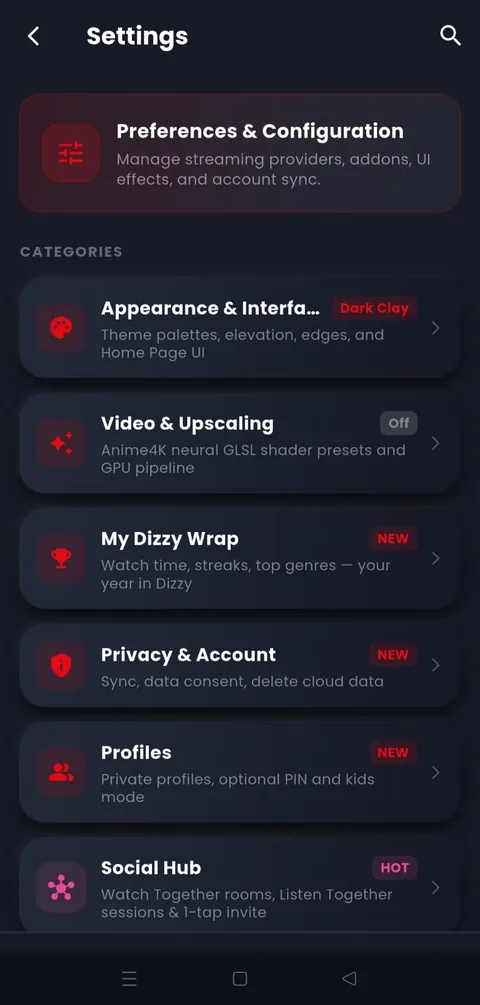 Settings
Preferences & Configuration
Manage streaming providers, addons, UI
effects, and account sync.
CATEGORIES
Appearance & Interfa... Dark Clay
Theme palettes, elevation, edges, and
Home Page UI
Video & Upscaling Off
Anime4K neural GLSL shader presets and
GPU pipeline
My Dizzy Wrap NEW
Watch time, streaks, top genres — your
year in Dizzy
Privacy & Account NEW
Sync, data consent, delete cloud data
Profiles NEW
Private profiles, optional PIN and kids
mode
Social Hub HOT
Watch Together rooms, Listen Together
sessions & 1-tap invite